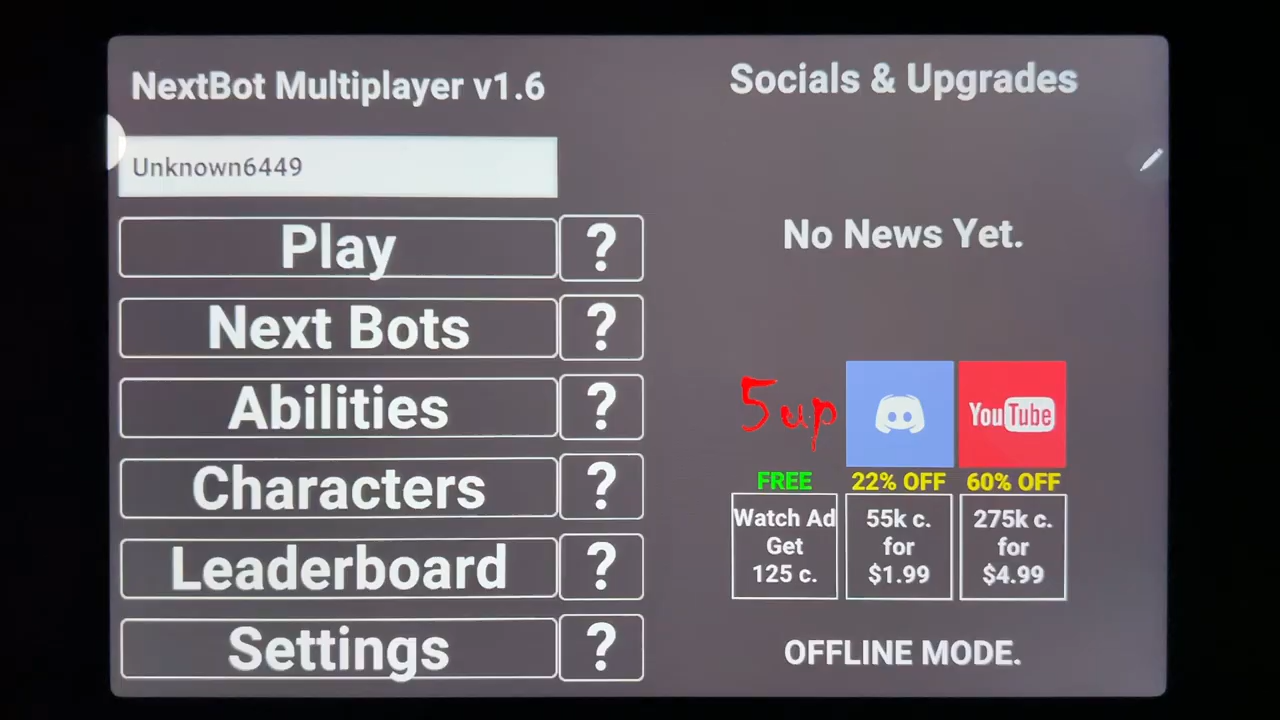 NextBot Multiplayer v1.6
Unknown6449
Play ?
Next Bots ?
Abilities ?
Characters ?
Leaderboard ?
Settings ?
Socials & Upgrades
No News Yet.
5up
YouTube
FREE
22% OFF
60% OFF
Watch Ad
Get
125 c.
55k c.
for
$1.99
275k c.
for
$4.99
OFFLINE MODE.